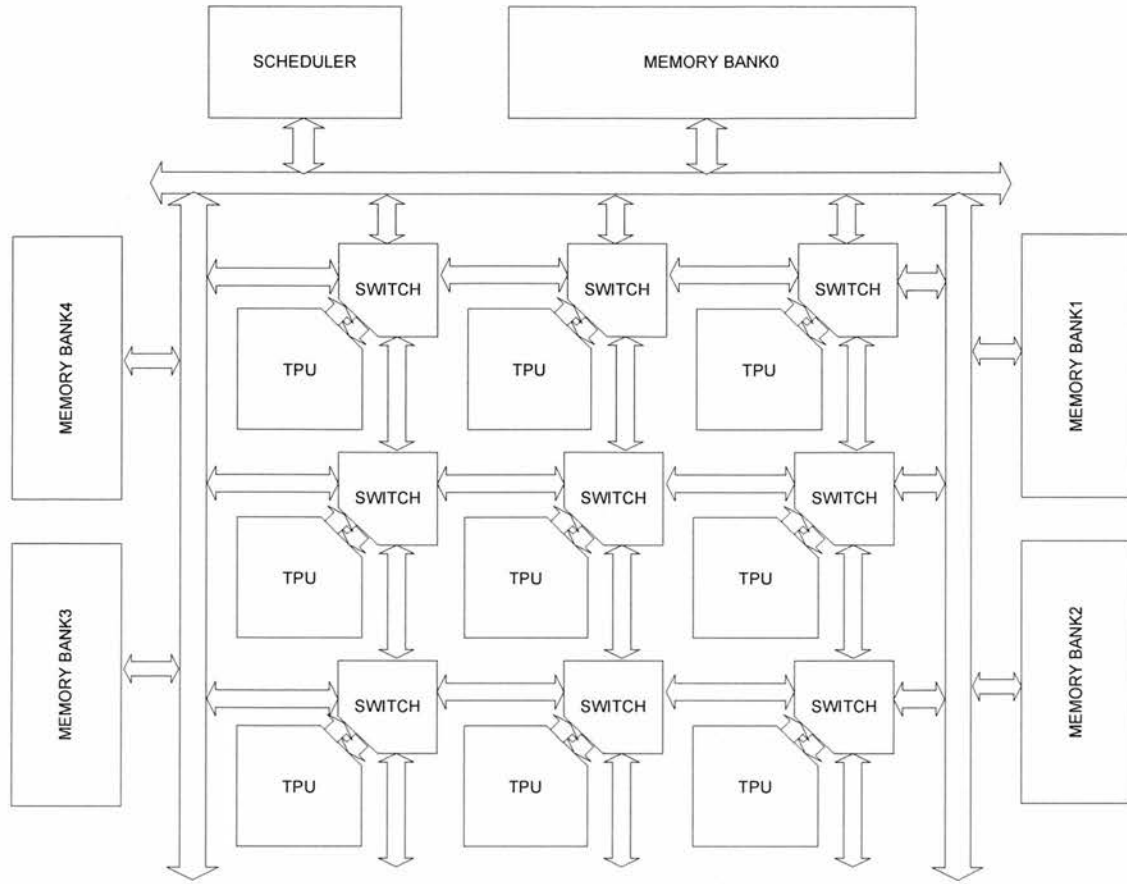 SCHEDULER
MEMORY BANK0
MEMORY BANK4
MEMORY BANK1
SWITCH
SWITCH
SWITCH
TPU
TPU
TPU
SWITCH
SWITCH
SWITCH
TPU
TPU
TPU
MEMORY BANK3
MEMORY BANK2
SWITCH
SWITCH
SWITCH
TPU
TPU
TPU